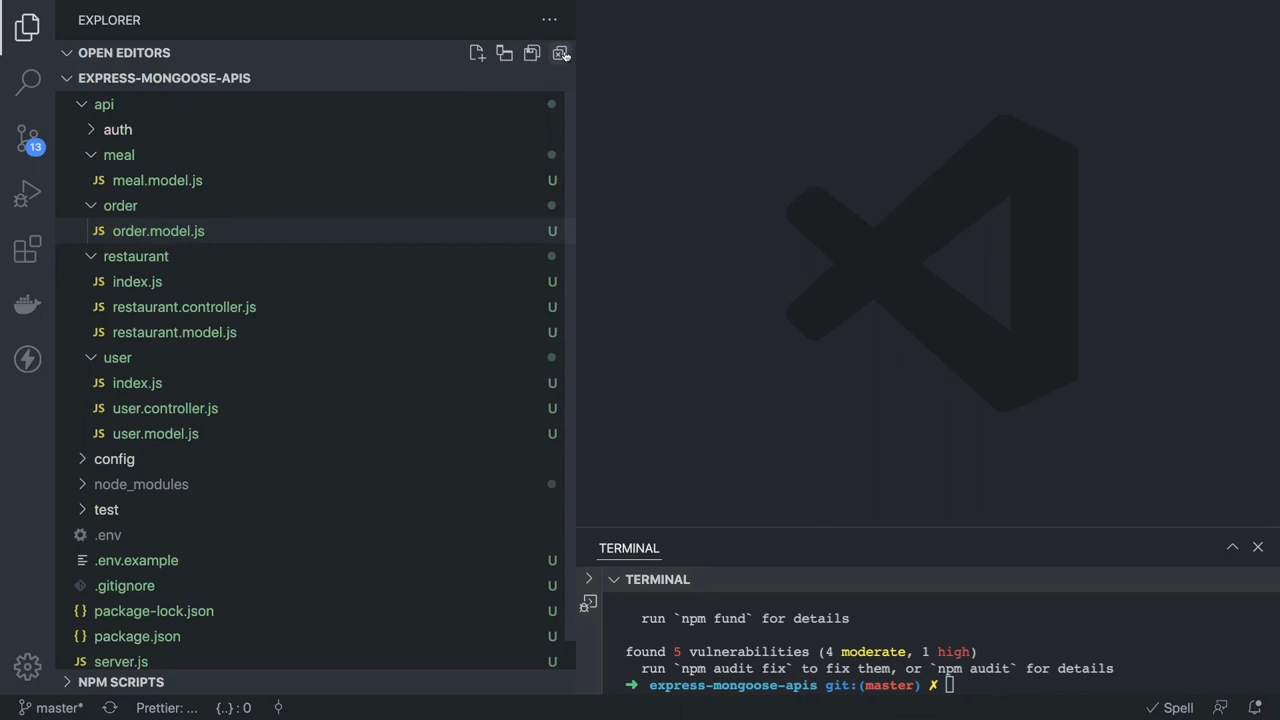 EXPLORER
OPEN EDITORS
EXPRESS-MONGOOSE-APIS
api
auth
meal
JS meal.model.js U
order
JS order.model.js U
restaurant
JS index.js U
JS restaurant.controller.js U
JS restaurant.model.js U
user
JS index.js U
JS user.controller.js U
JS user.model.js U
config
node_modules
test
.env
.env.example U
.gitignore U
{} package-lock.json U
{} package.json U
JS server.js U
NPM SCRIPTS
13
TERMINAL
TERMINAL
run `npm fund` for details
found 5 vulnerabilities (4 moderate, 1 high)
run `npm audit fix` to fix them, or `npm audit` for details
➜ express-mongoose-apis git:(master) ✗
master* Prettier: ... {..} : 0 Spell